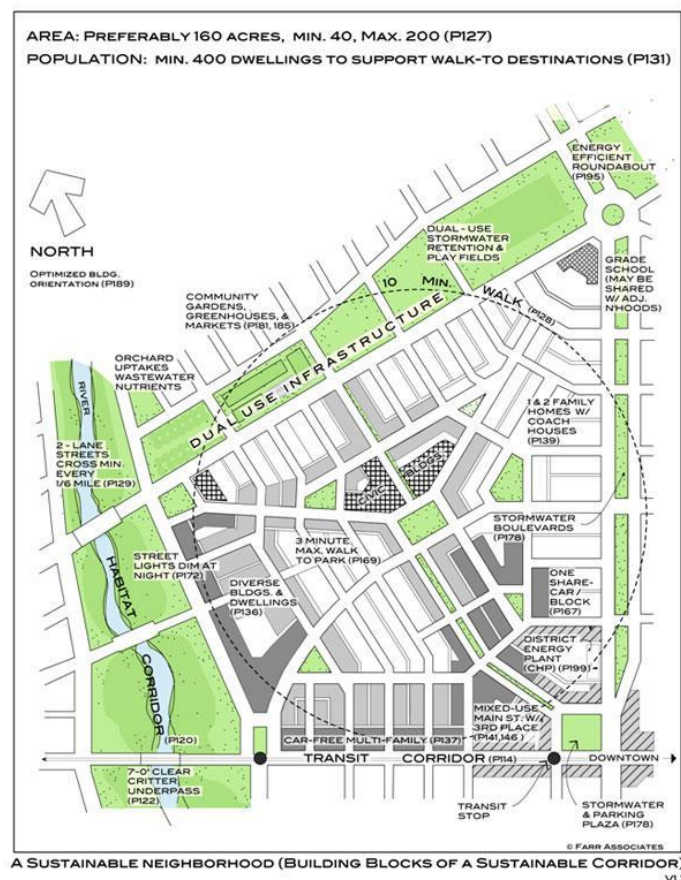 AREA: PREFERABLY 160 ACRES, MIN. 40, MAX. 200 (P127)
POPULATION: MIN. 400 DWELLINGS TO SUPPORT WALK-TO DESTINATIONS (P131)
ENERGY
EFFICIENT
ROUNDABOUT
(P195)
NORTH
OPTIMIZED BLDG.
ORIENTATION (P189)
DUAL - USE
STORMWATER
RETENTION &
PLAY FIELDS
GRADE
SCHOOL
(MAY BE
SHARED
W/ ADJ.
N'HOODS)
10 MIN. WALK (P128)
COMMUNITY
GARDENS,
GREENHOUSES, &
MARKETS (P181, 185)
DUAL USE INFRASTRUCTURE
ORCHARD
UPTAKES
WASTEWATER
NUTRIENTS
RIVER
1 & 2 FAMILY
HOMES W/
COACH
HOUSES
(P139)
2 - LANE
STREETS
CROSS MIN
EVERY
1/6 MILE (P129)
CIVIC BLDGS.
STORMWATER
BOULEVARDS
(P178)
3 MINUTE
MAX. WALK
TO PARK (P169)
STREET
LIGHTS DIM AT
NIGHT (P172)
HABITAT CORRIDOR
(P120)
DIVERSE
BLDGS. &
DWELLINGS
(P136)
ONE
SHARE-
CAR /
BLOCK
(P167)
DISTRICT
ENERGY
PLANT
(CHP) (P199)
MIXED-USE
MAIN ST. W/
3RD PLACE
(P141,146)
CAR-FREE MULTI-FAMILY (P137)
TRANSIT CORRIDOR (P114)
DOWNTOWN
7-0" CLEAR
CRITTER
UNDERPASS
(P122)
TRANSIT
STOP
STORMWATER
& PARKING
PLAZA (P178)
© FARR ASSOCIATES
A SUSTAINABLE NEIGHBORHOOD (BUILDING BLOCKS OF A SUSTAINABLE CORRIDOR)